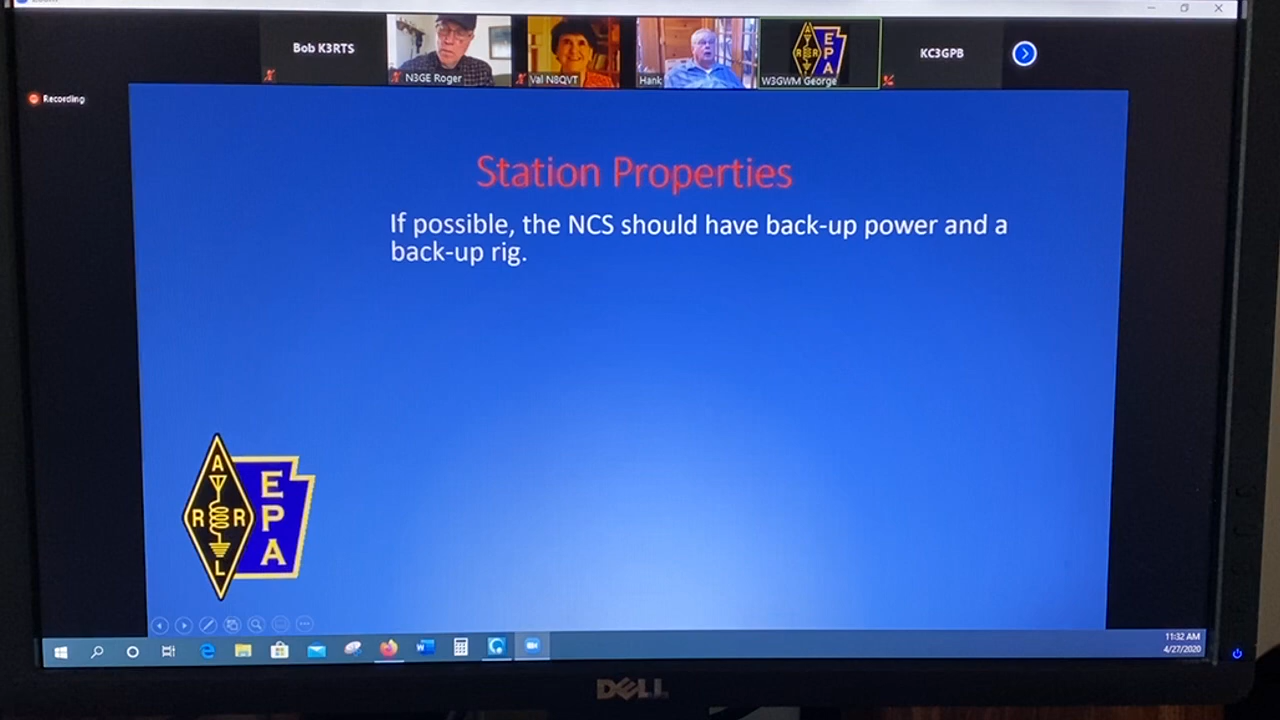 Zoom
Bob K3RTS
N3GE Roger
Val N8QVT
Hank
W3GWM George
KC3GPB
Recording
Station Properties
If possible, the NCS should have back-up power and a
back-up rig.
A
R R
L
E
P
A
11:32 AM
4/27/2020
DELL